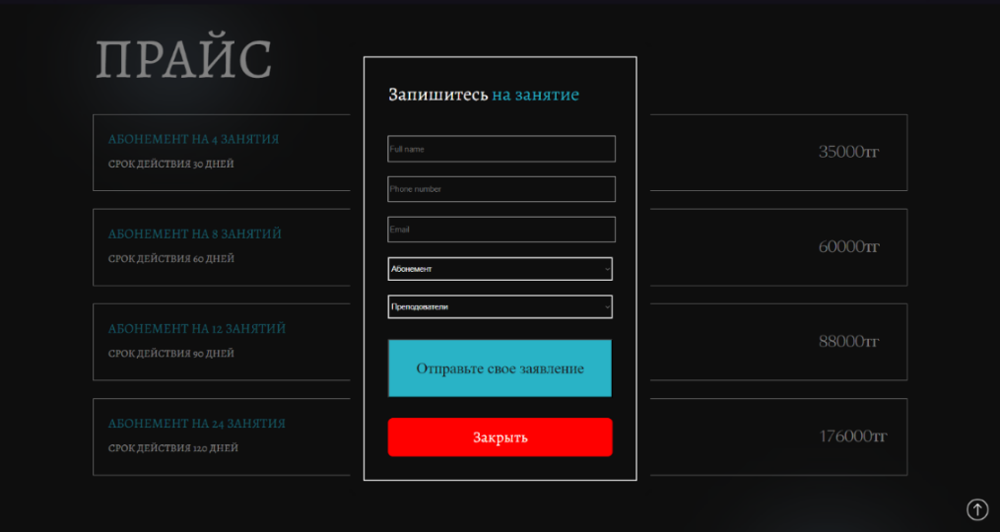 ПРАЙС
Запишитесь на занятие
АБОНЕМЕНТ НА 4 ЗАНЯТИЯ
СРОК ДЕЙСТВИЯ 30 ДНЕЙ
35000тг
Full name
Phone number
АБОНЕМЕНТ НА 8 ЗАНЯТИЙ
СРОК ДЕЙСТВИЯ 60 ДНЕЙ
60000тг
Email
Абонемент
Преподователи
АБОНЕМЕНТ НА 12 ЗАНЯТИЙ
СРОК ДЕЙСТВИЯ 90 ДНЕЙ
88000тг
Отправьте свое заявление
АБОНЕМЕНТ НА 24 ЗАНЯТИЯ
СРОК ДЕЙСТВИЯ 120 ДНЕЙ
176000тг
Закрыть